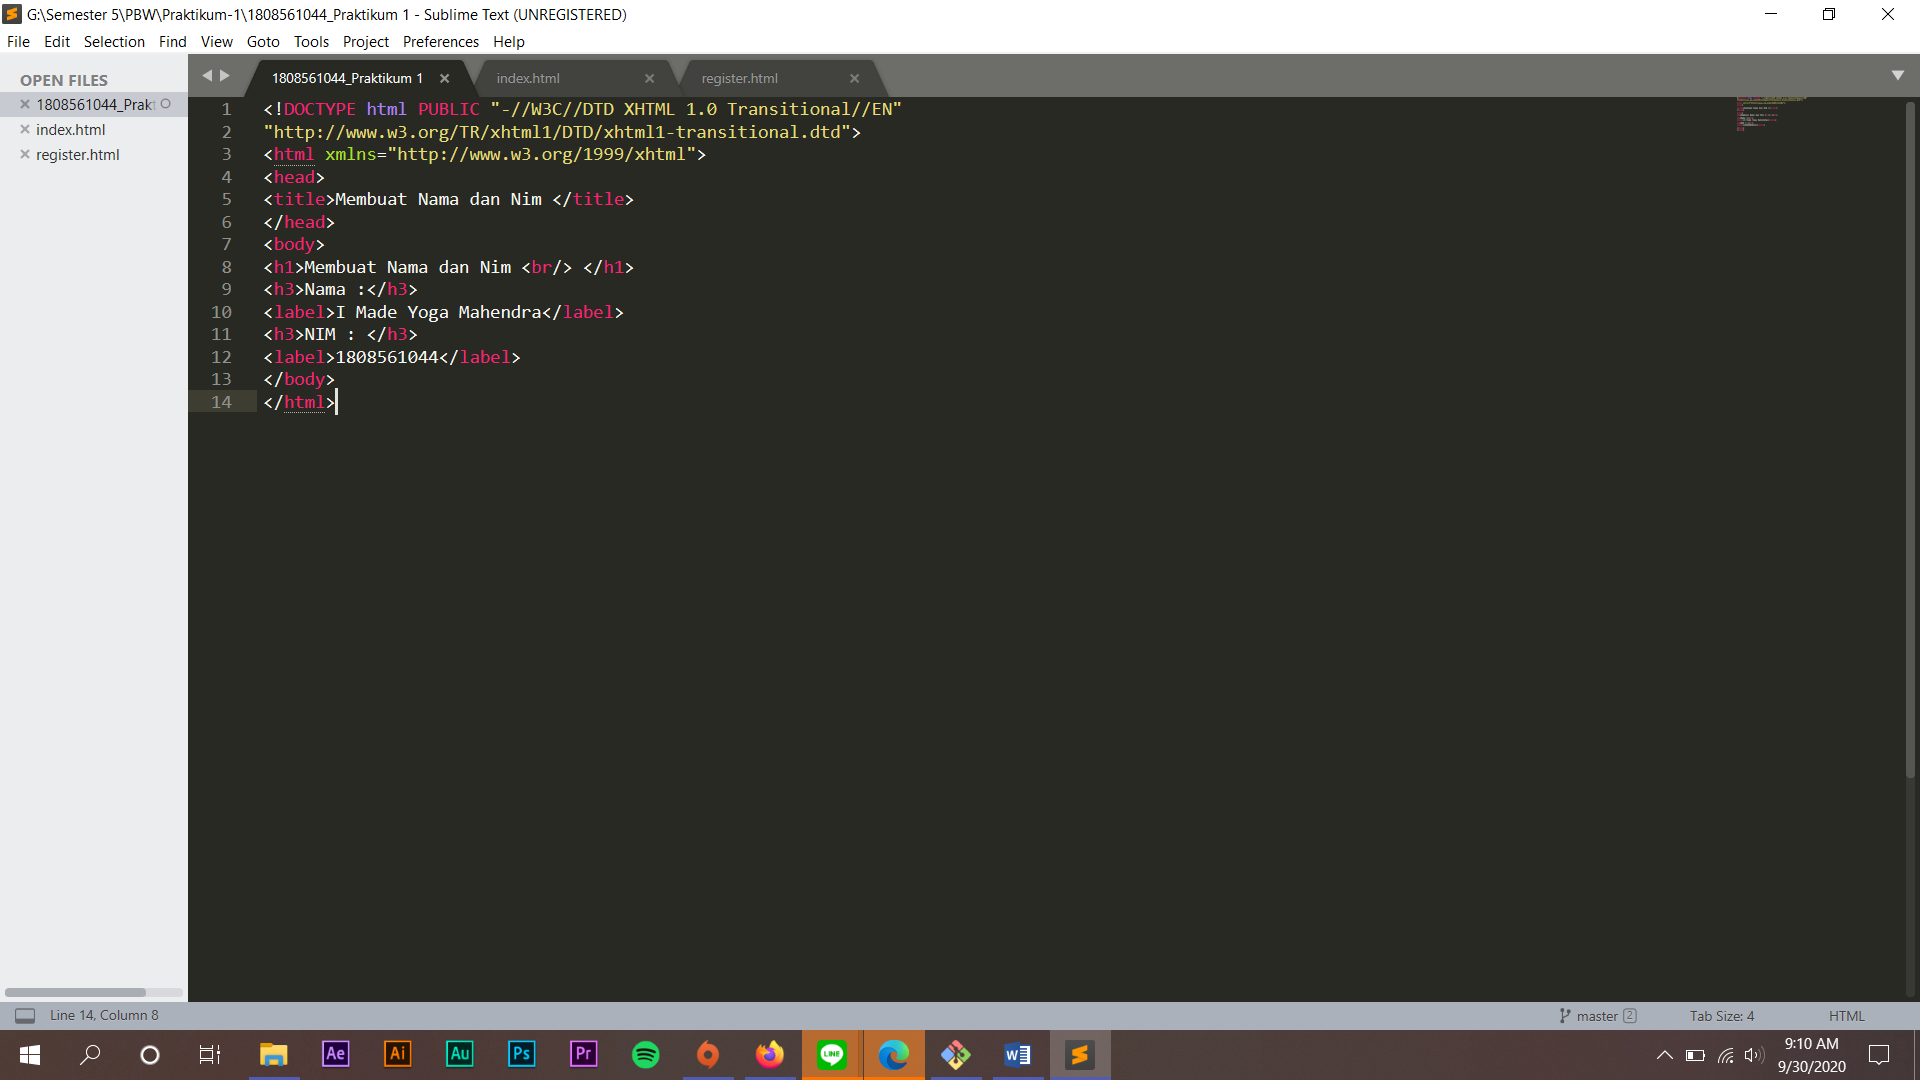 G:\Semester 5\PBW\Praktikum-1\1808561044_Praktikum 1 - Sublime Text (UNREGISTERED)
File Edit Selection Find View Goto Tools Project Preferences Help
OPEN FILES
1808561044_Prakt
index.html
register.html
1808561044_Praktikum 1 index.html register.html
1 <!DOCTYPE html PUBLIC "-//W3C//DTD XHTML 1.0 Transitional//EN"
2 "http://www.w3.org/TR/xhtml1/DTD/xhtml1-transitional.dtd">
3 <html xmlns="http://www.w3.org/1999/xhtml">
4 <head>
5 <title>Membuat Nama dan Nim </title>
6 </head>
7 <body>
8 <h1>Membuat Nama dan Nim <br/> </h1>
9 <h3>Nama :</h3>
10 <label>I Made Yoga Mahendra</label>
11 <h3>NIM : </h3>
12 <label>1808561044</label>
13 </body>
14 </html>
Line 14, Column 8 master 2 Tab Size: 4 HTML
Ae Ai Au Ps Pr LINE W
9:10 AM
9/30/2020